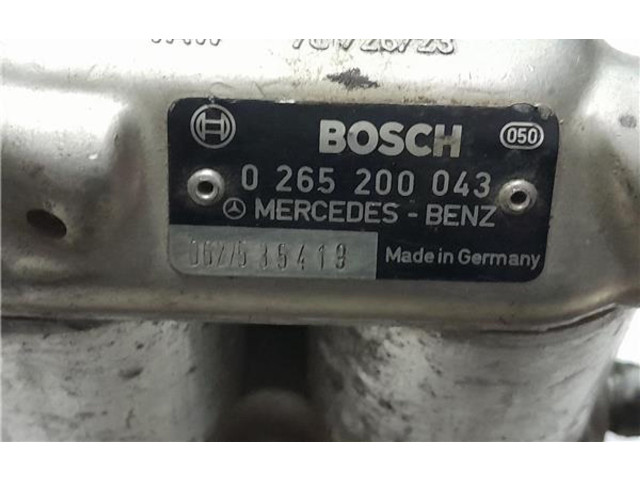 BOSCH
050
0 265 200 043
MERCEDES - BENZ
Made in Germany